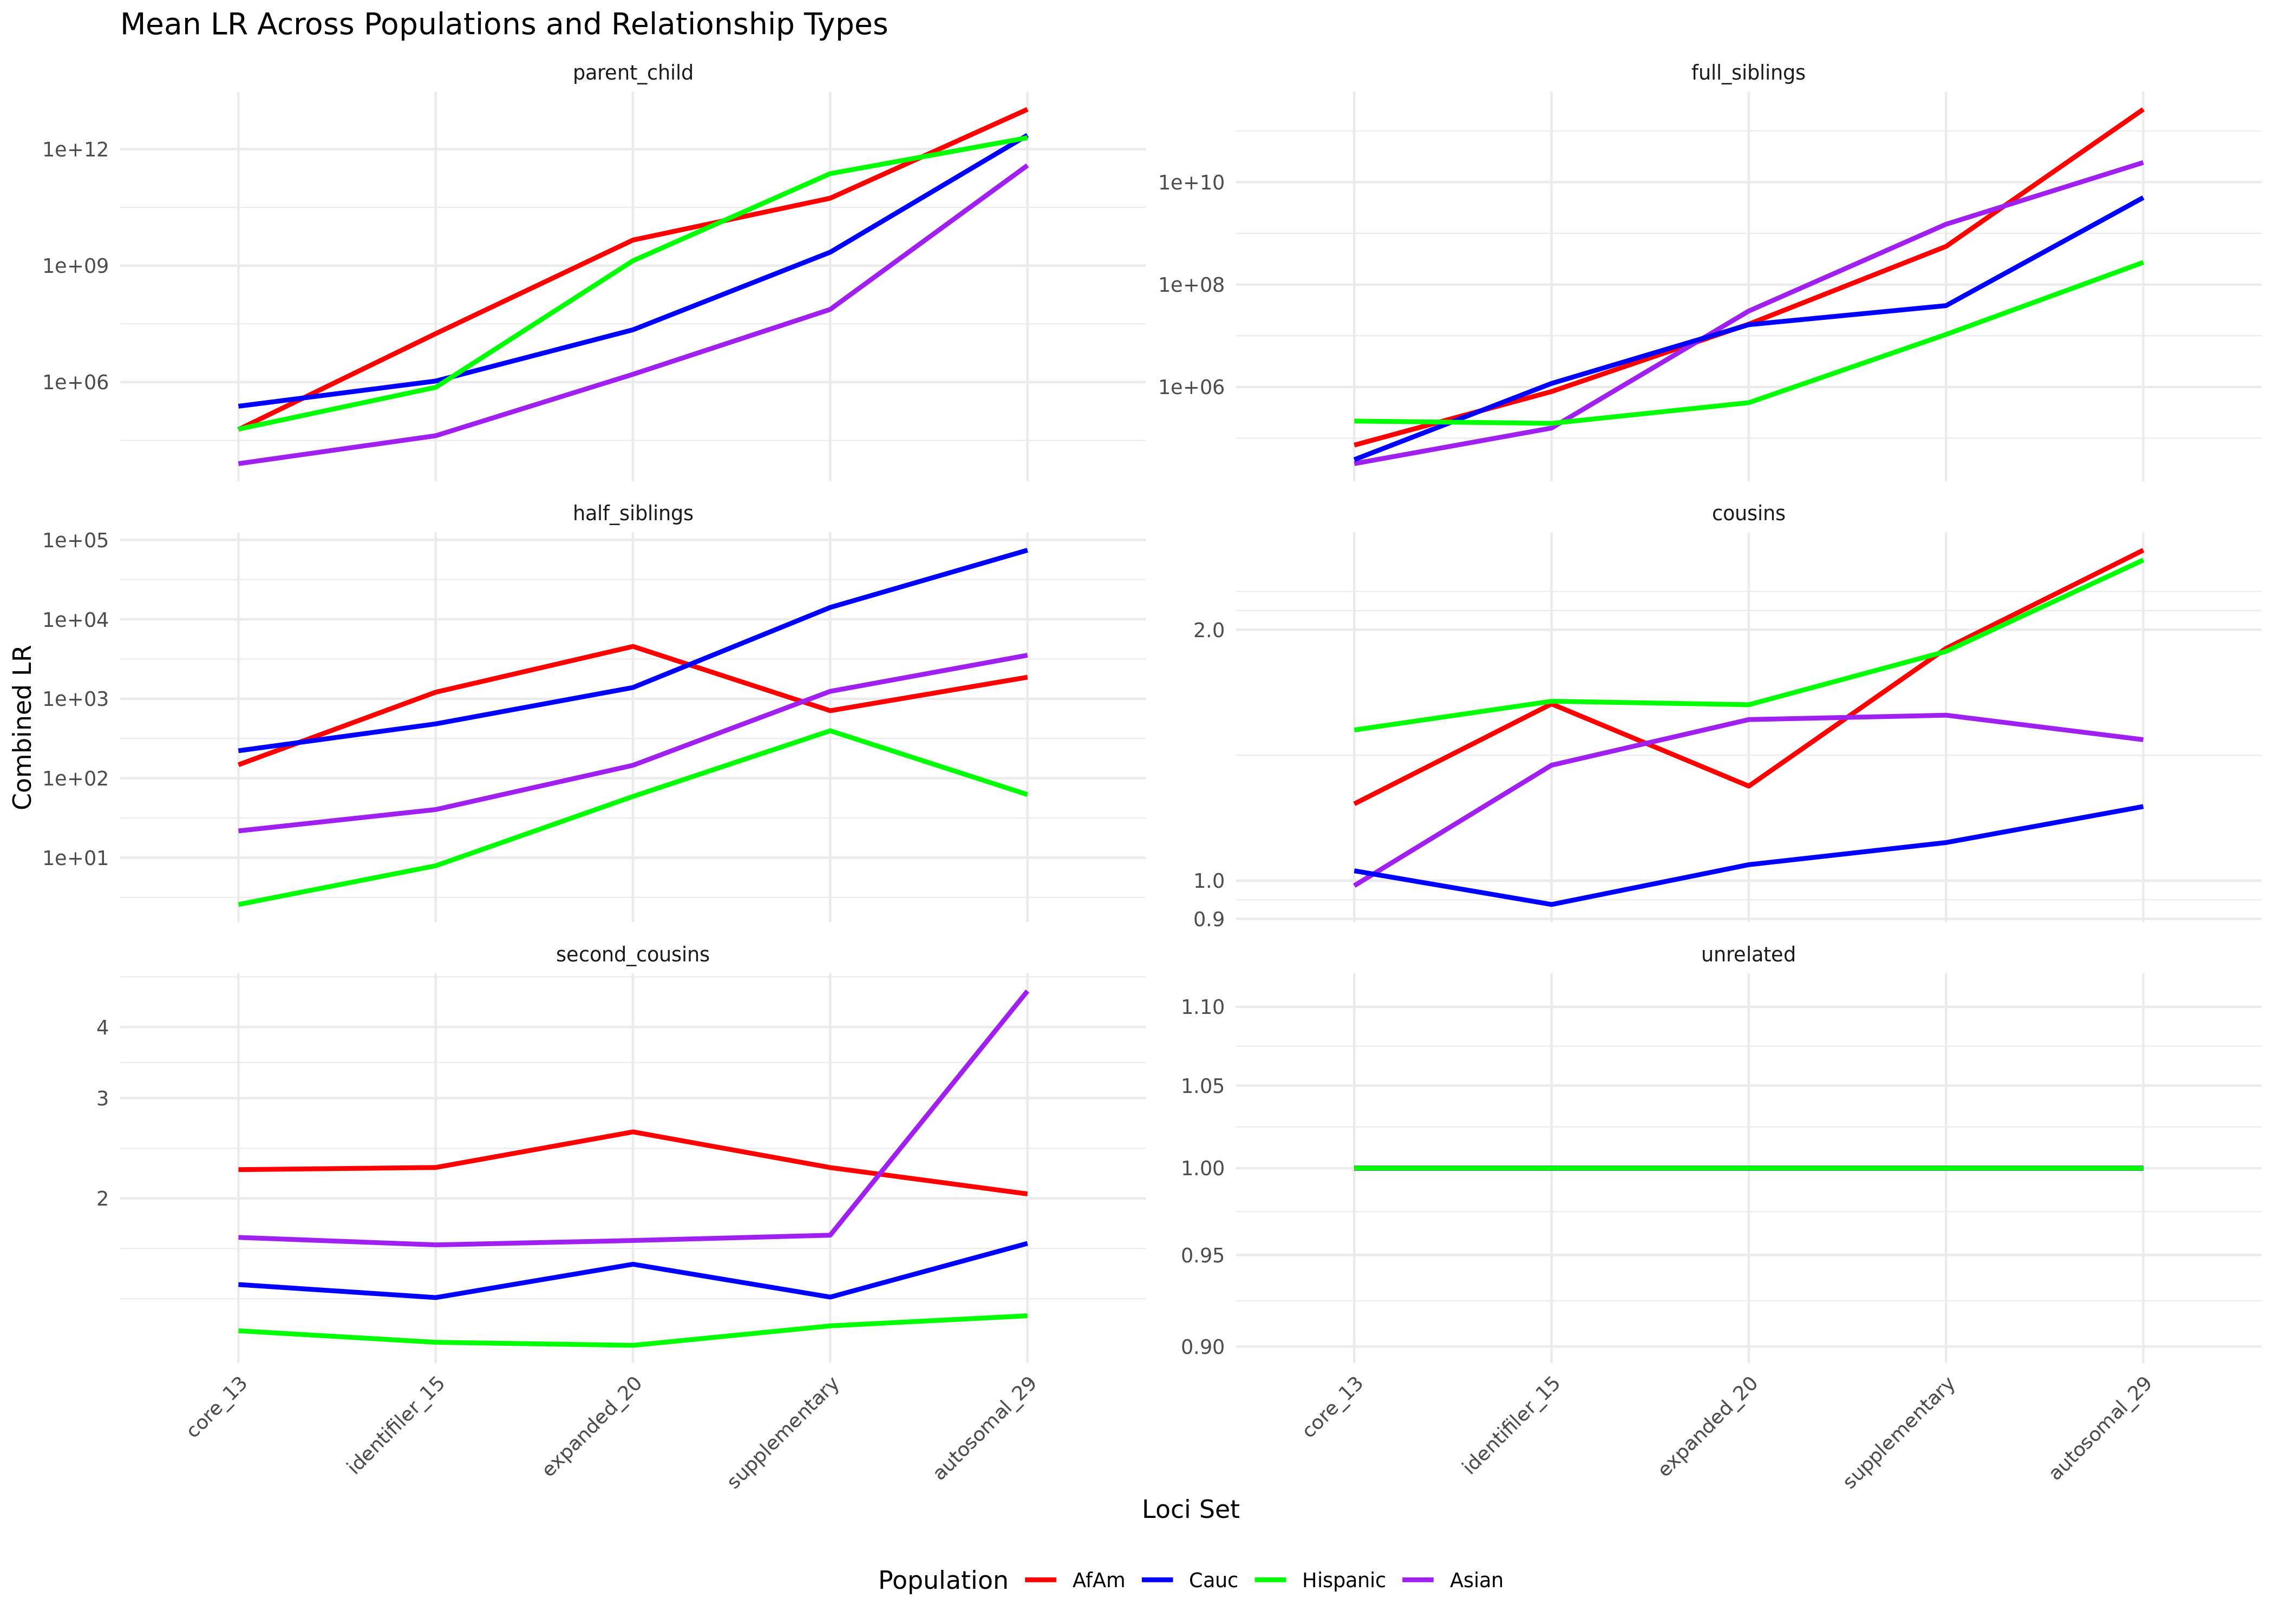 Mean LR Across Populations and Relationship Types
parent_child
full_siblings
1e+12
1e+09
1e+06
1e+10
1e+08
1e+06
half_siblings
cousins
1e+05
1e+04
1e+03
1e+02
1e+01
2.0
1.0
0.9
Combined LR
second_cousins
unrelated
4
3
2
1.10
1.05
1.00
0.95
0.90
core_13
identifiler_15
expanded_20
supplementary
autosomal_29
core_13
identifiler_15
expanded_20
supplementary
autosomal_29
Loci Set
Population AfAm Cauc Hispanic Asian